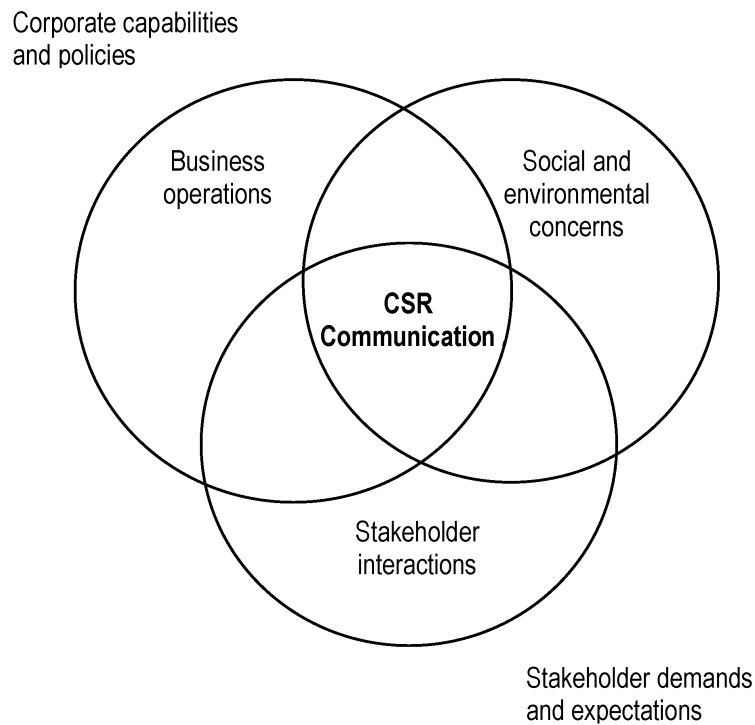 Corporate capabilities
and policies
Business
operations
Social and
environmental
concerns
CSR
Communication
Stakeholder
interactions
Stakeholder demands
and expectations